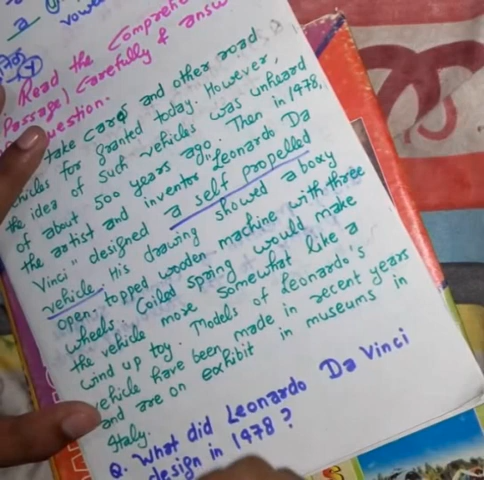 a
vowe
Read the Comprehe
Passage) carefully & answ
question.
take cars and other road
hicles for granted today. However,
the idea of such vehicles was unheard
of about 500 years ago. Then in 1478,
the artist and inventor "Leonardo Da
Vinci" designed a self propelled
vehicle. His drawing showed a boxy
open-topped wooden machine with three
wheels. Coiled spring would make
the vehicle move somewhat like a
wind up toy. Models of Leonardo's
vehicle have been made in recent years
and are on exhibit in museums in
Italy.
Q. What did Leonardo Da Vinci
design in 1478?